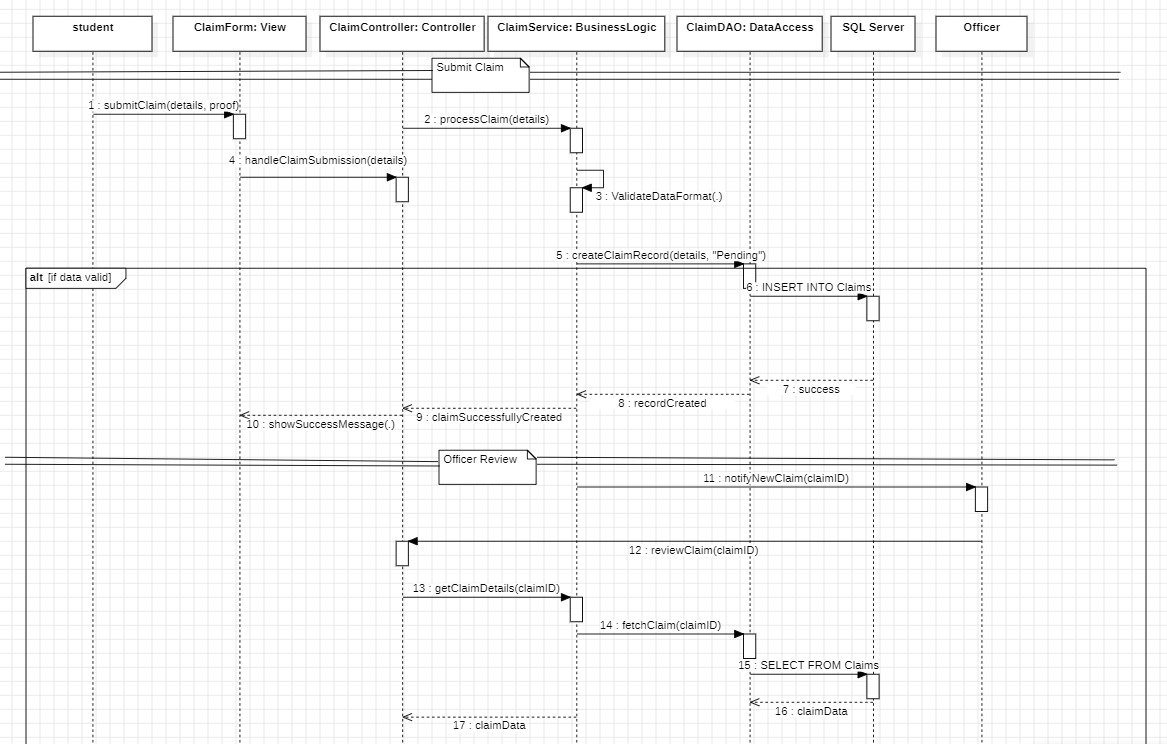 student
ClaimForm: View
ClaimController: Controller
ClaimService: BusinessLogic
ClaimDAO: DataAccess
SQL Server
Officer
Submit Claim
1 : submitClaim(details, proof)
2 : processClaim(details)
4 : handleClaimSubmission(details)
3 : ValidateDataFormat(.)
5 : createClaimRecord(details, "Pending")
alt [if data valid]
6 : INSERT INTO Claims
7 : success
8 : recordCreated
9 : claimSuccessfullyCreated
10 : showSuccessMessage(.)
Officer Review
11 : notifyNewClaim(claimID)
12 : reviewClaim(claimID)
13 : getClaimDetails(claimID)
14 : fetchClaim(claimID)
15 : SELECT FROM Claims
16 : claimData
17 : claimData